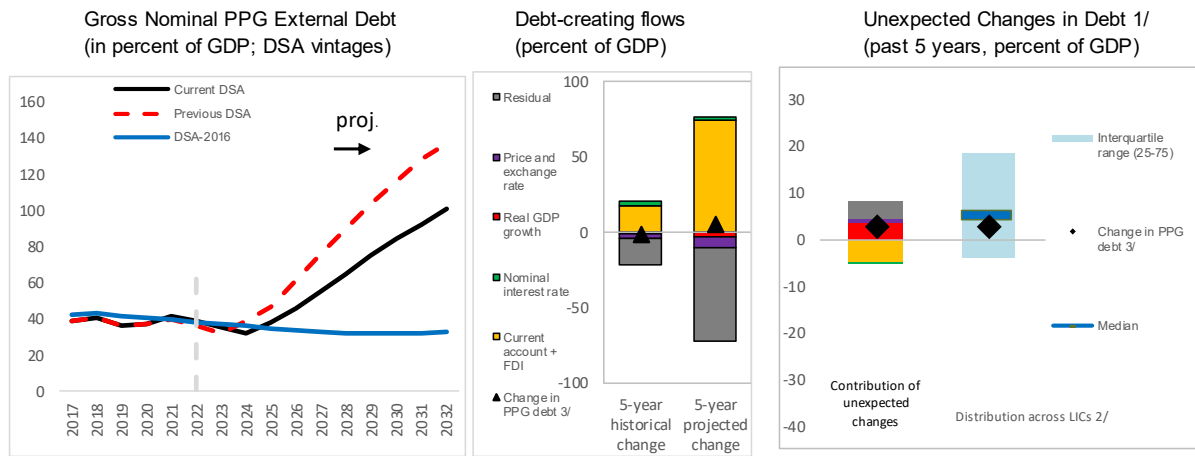 Gross Nominal PPG External Debt
(in percent of GDP; DSA vintages)
160
140
120
100
80
60
40
20
0
Current DSA
Previous DSA
DSA-2016
proj.
2017
2018
2019
2020
2021
2022
2023
2024
2025
2026
2027
2028
2029
2030
2031
2032
Debt-creating flows
(percent of GDP)
Residual
Price and
exchange
rate
Real GDP
growth
Nominal
interest rate
Current
account +
FDI
Change in
PPG debt 3/
100
50
0
-50
-100
5-year
historical
change
5-year
projected
change
Unexpected Changes in Debt 1/
(past 5 years, percent of GDP)
30
20
10
0
-10
-20
-30
-40
Interquartile
range (25-75)
Change in PPG
debt 3/
Median
Contribution of
unexpected
changes
Distribution across LICs 2/